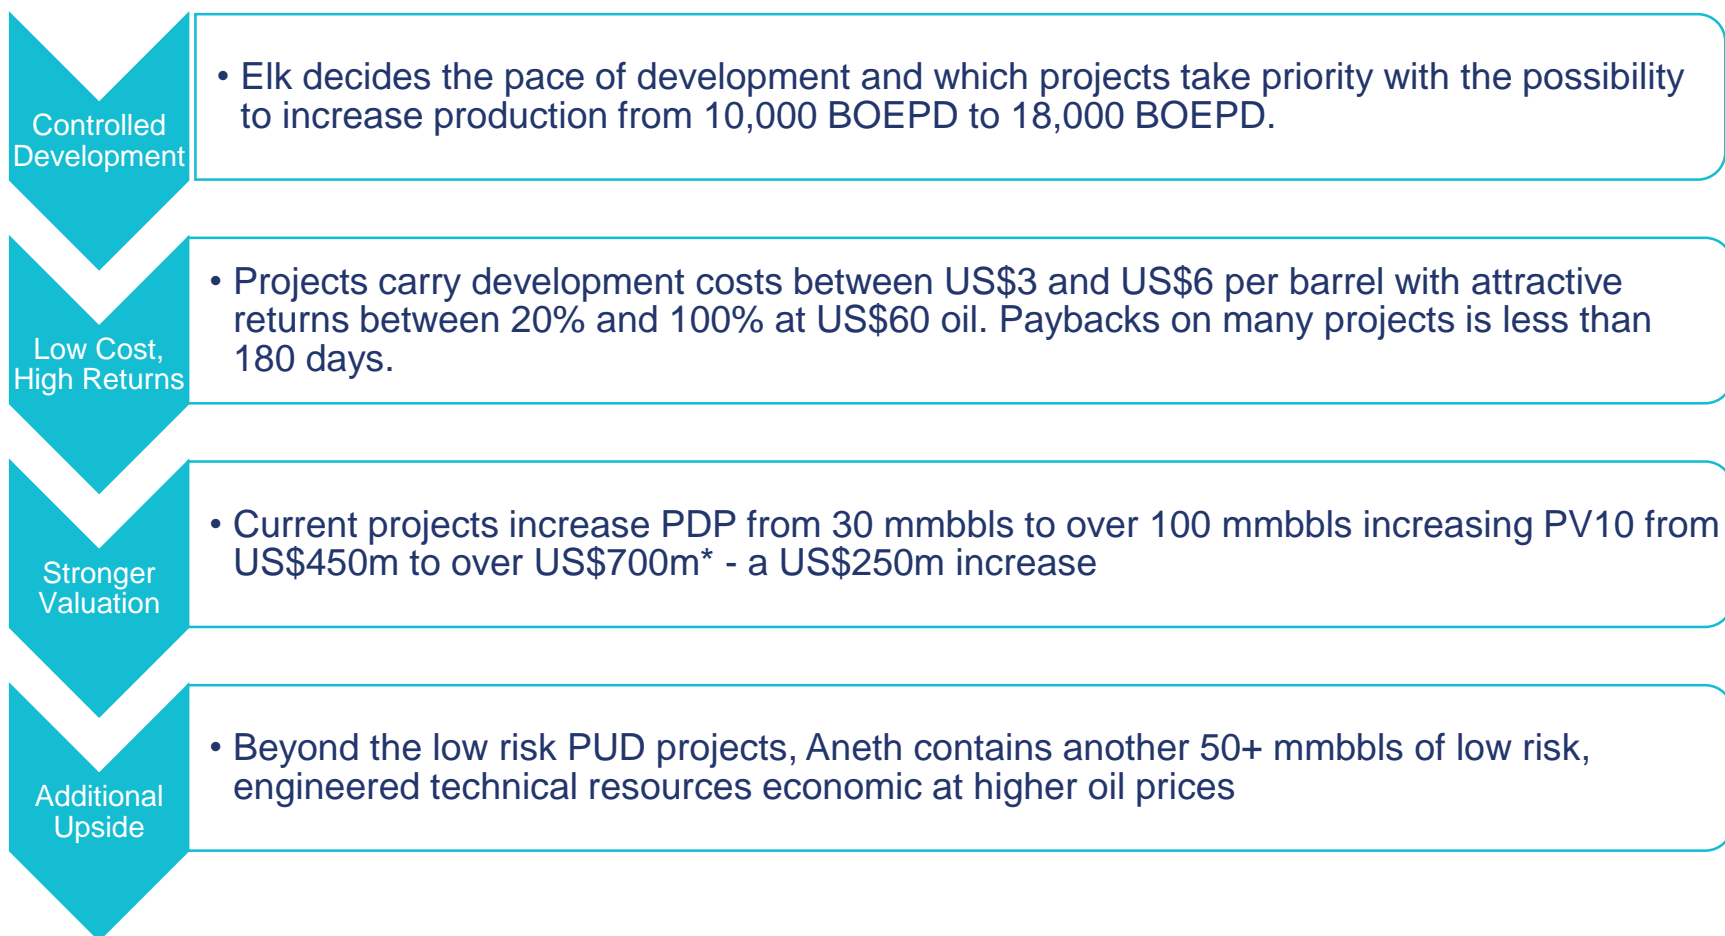 Controlled
Development
• Elk decides the pace of development and which projects take priority with the possibility
to increase production from 10,000 BOEPD to 18,000 BOEPD.
Low Cost,
High Returns
• Projects carry development costs between US$3 and US$6 per barrel with attractive
returns between 20% and 100% at US$60 oil. Paybacks on many projects is less than
180 days.
Stronger
Valuation
• Current projects increase PDP from 30 mmbbls to over 100 mmbbls increasing PV10 from
US$450m to over US$700m* - a US$250m increase
Additional
Upside
• Beyond the low risk PUD projects, Aneth contains another 50+ mmbbls of low risk,
engineered technical resources economic at higher oil prices